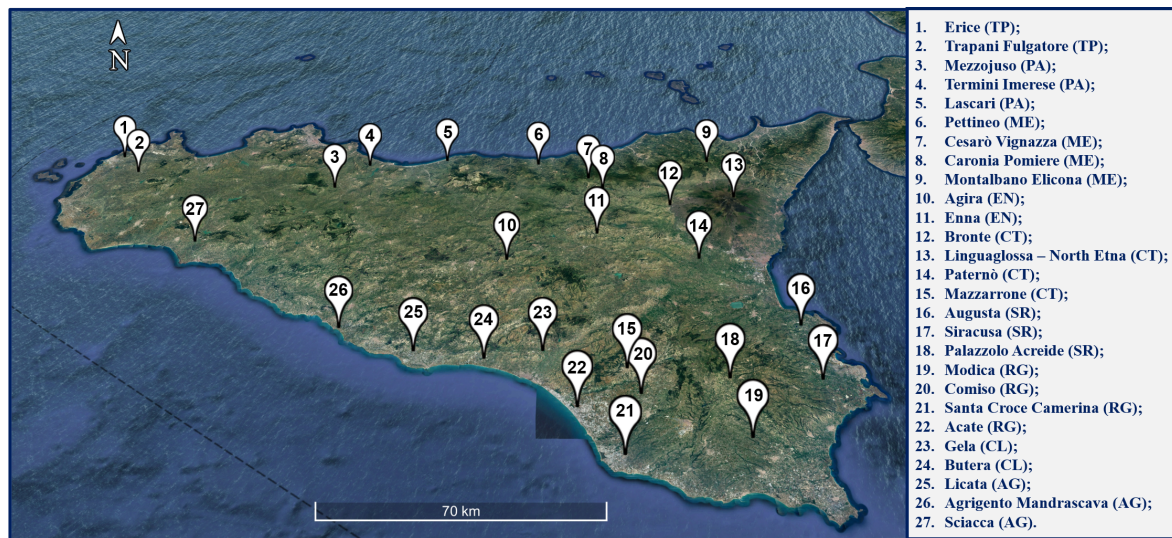 N
1
2
3
4
5
6
7
8
9
10
11
12
13
14
15
16
17
18
19
20
21
22
23
24
25
26
27
70 km
1. Erice (TP);
2. Trapani Fulgatore (TP);
3. Mezzojuso (PA);
4. Termini Imerese (PA);
5. Lascari (PA);
6. Pettineo (ME);
7. Cesarò Vignazza (ME);
8. Caronia Pomiere (ME);
9. Montalbano Elicona (ME);
10. Agira (EN);
11. Enna (EN);
12. Bronte (CT);
13. Linguaglossa – North Etna (CT);
14. Paternò (CT);
15. Mazzarrone (CT);
16. Augusta (SR);
17. Siracusa (SR);
18. Palazzolo Acreide (SR);
19. Modica (RG);
20. Comiso (RG);
21. Santa Croce Camerina (RG);
22. Acate (RG);
23. Gela (CL);
24. Butera (CL);
25. Licata (AG);
26. Agrigento Mandrascava (AG);
27. Sciacca (AG).